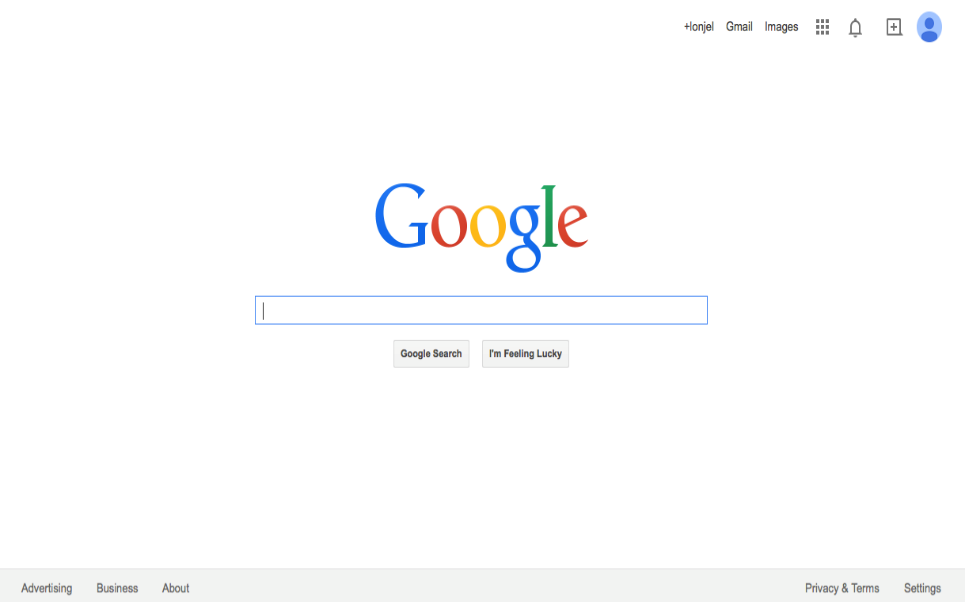 +Ionjel Gmail Images
Google
Google Search I'm Feeling Lucky
Advertising Business About Privacy & Terms Settings